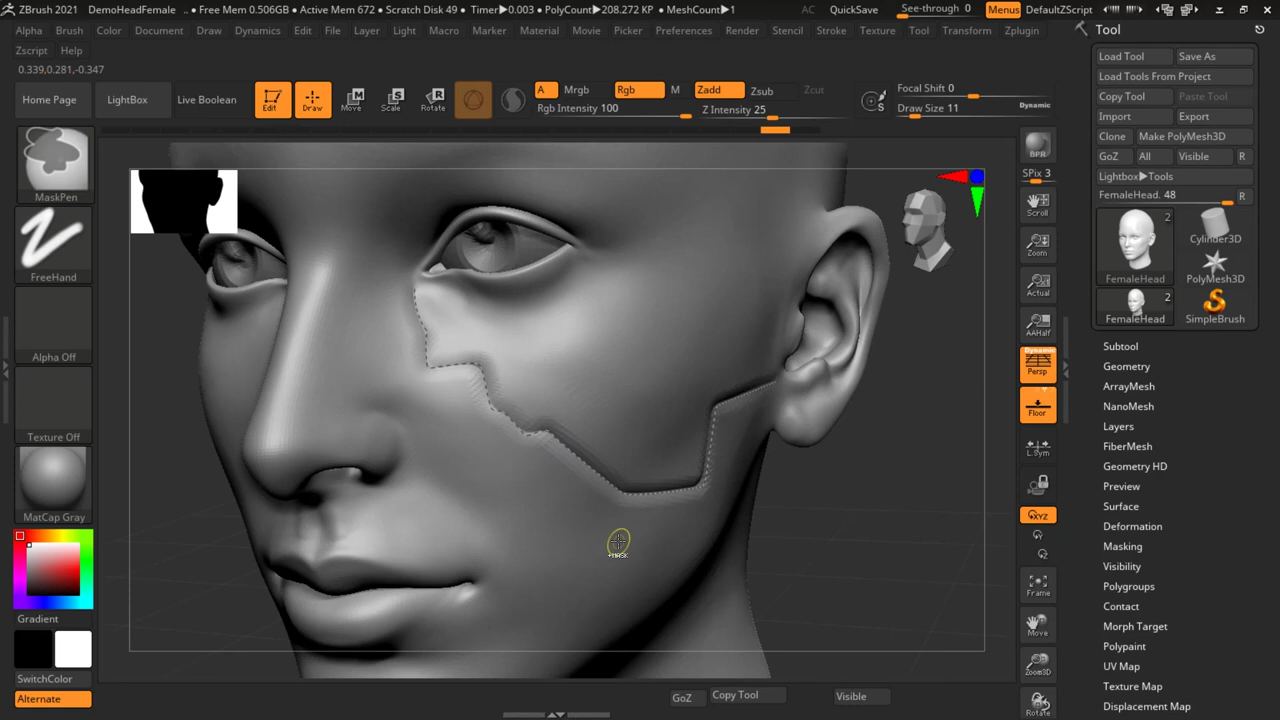 ZBrush 2021 DemoHeadFemale .. • Free Mem 0.506GB • Active Mem 672 • Scratch Disk 49 • Timer▶0.003 • PolyCount▶208.272 KP • MeshCount▶1 AC QuickSave See-through 0 Menus DefaultZScript
Alpha Brush Color Document Draw Dynamics Edit File Layer Light Macro Marker Material Movie Picker Preferences Render Stencil Stroke Texture Tool Transform Zplugin
Zscript Help
0.339,0.281,-0.347
Home Page LightBox Live Boolean Edit Draw Move Scale Rotate
A Mrgb Rgb M Zadd Zsub Zcut
Rgb Intensity 100 Z Intensity 25
Focal Shift 0
Draw Size 11 Dynamic
MaskPen
FreeHand
Alpha Off
Texture Off
MatCap Gray
Gradient
SwitchColor
Alternate
+MASK
GoZ Copy Tool Visible
BPR
SPix 3
Scroll
Zoom
Actual
AAHalf
Dynamic
Persp
Floor
L.Sym
XYZ
Frame
Move
Zoom3D
Rotate
Tool
Load Tool Save As
Load Tools From Project
Copy Tool Paste Tool
Import Export
Clone Make PolyMesh3D
GoZ All Visible R
Lightbox▶Tools
FemaleHead. 48 R
2
FemaleHead
Cylinder3D
PolyMesh3D
2
FemaleHead
SimpleBrush
Subtool
Geometry
ArrayMesh
NanoMesh
Layers
FiberMesh
Geometry HD
Preview
Surface
Deformation
Masking
Visibility
Polygroups
Contact
Morph Target
Polypaint
UV Map
Texture Map
Displacement Map